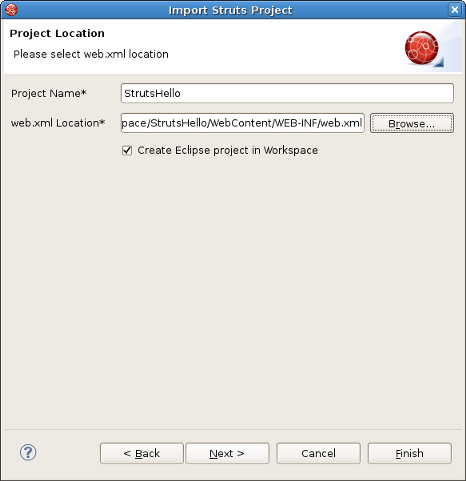 Import Struts Project
Project Location
Please select web.xml location
Project Name* StrutsHello
web.xml Location* pace/StrutsHello/WebContent/WEB-INF/web.xml Browse...
Create Eclipse project in Workspace
? < Back Next > Cancel Finish